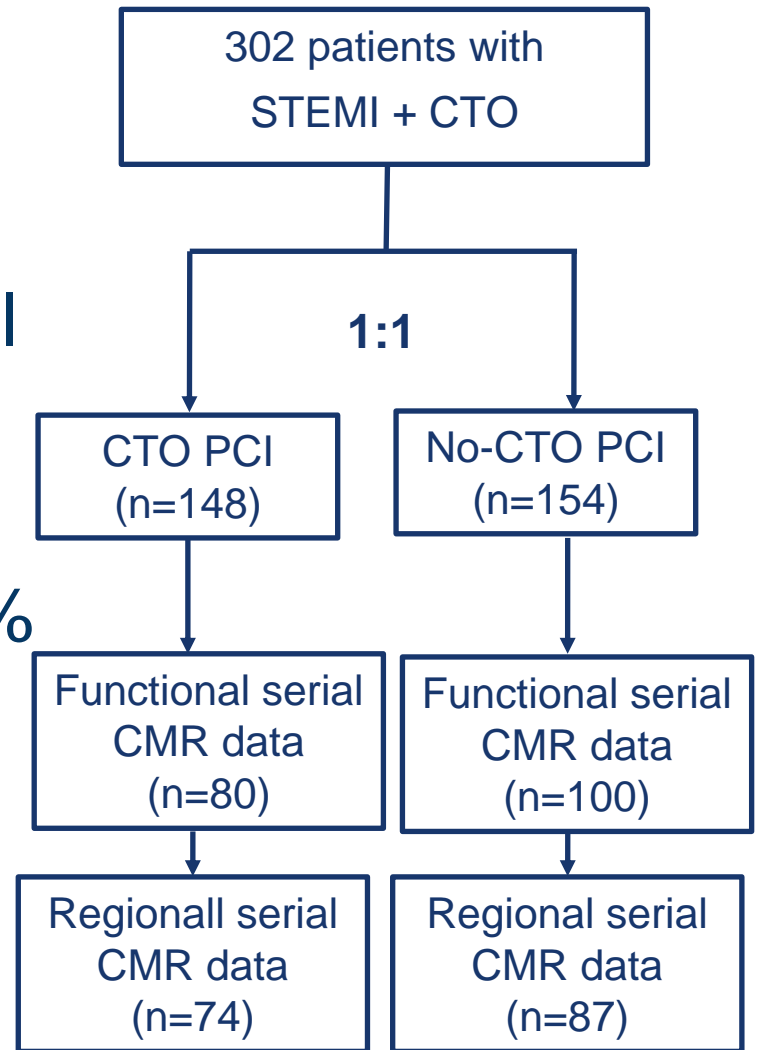 302 patients with
STEMI + CTO
1:1
CTO PCI
(n=148)
No-CTO PCI
(n=154)
%
Functional serial
CMR data
(n=80)
Functional serial
CMR data
(n=100)
Regionall serial
CMR data
(n=74)
Regional serial
CMR data
(n=87)